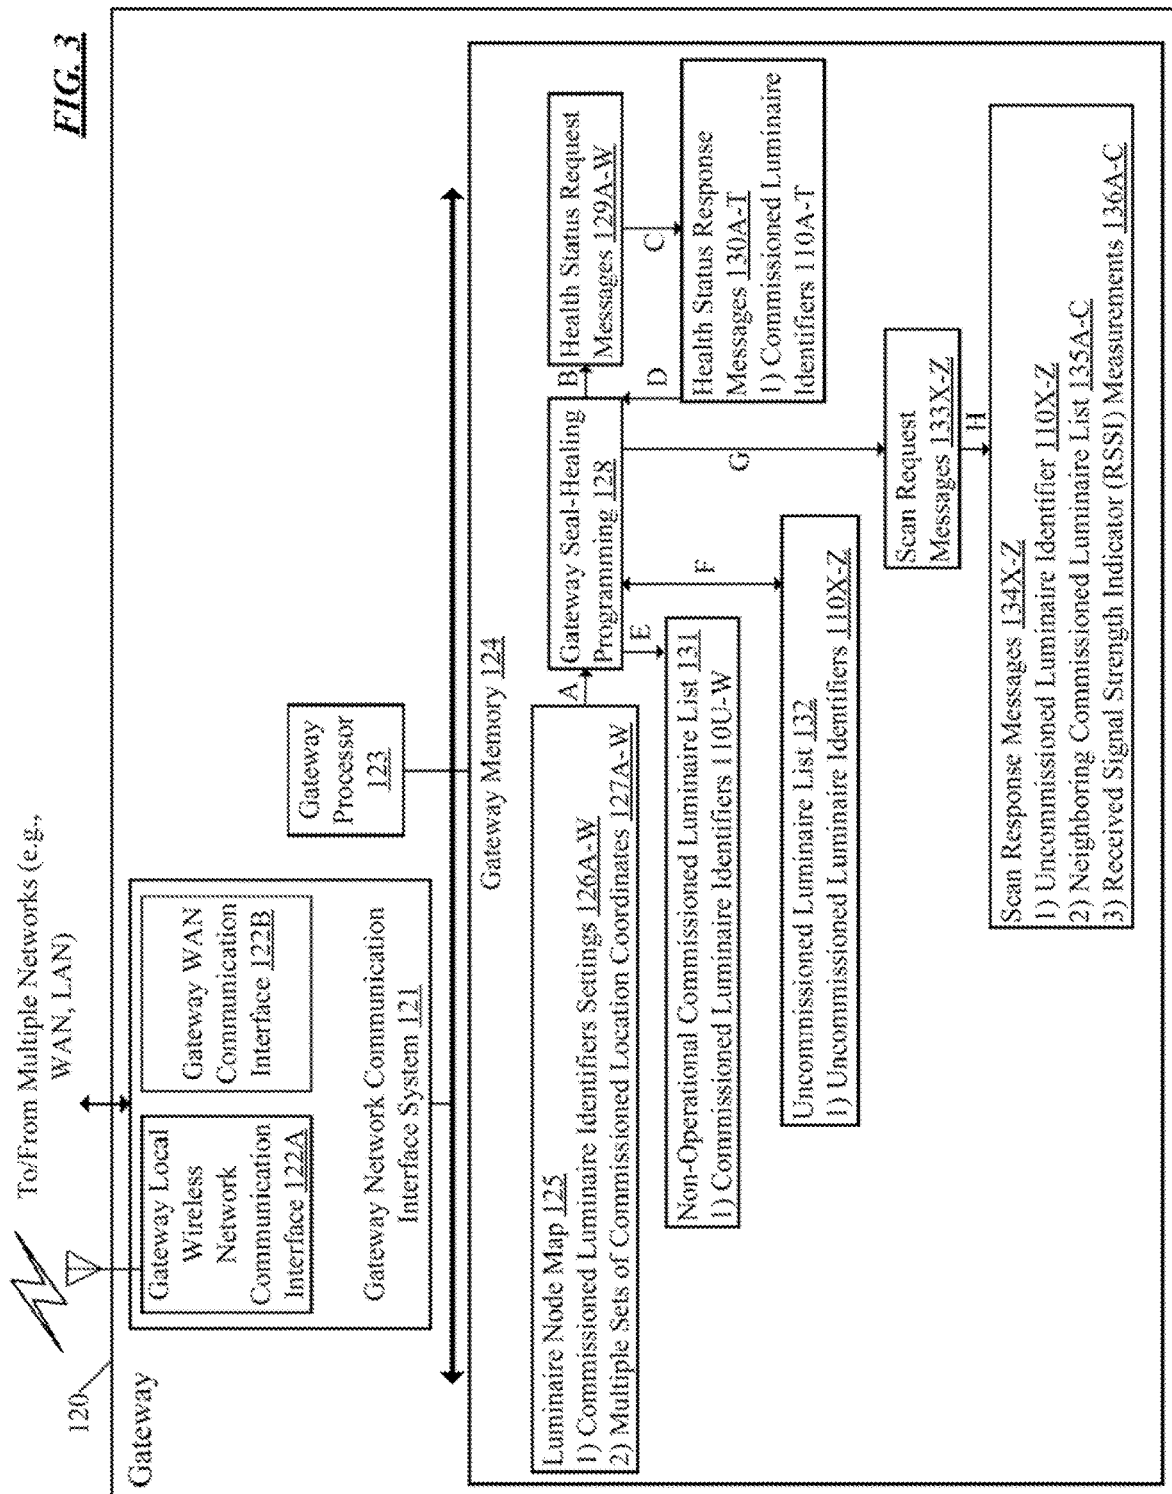 FIG. 3
To/From Multiple Networks (e.g.,
WAN, LAN)
120
Gateway
Gateway Local
Wireless
Network
Communication
Interface 122A
Gateway WAN
Communication
Interface 122B
Gateway Network Communication
Interface System 121
Gateway
Processor
123
Gateway Memory 124
Luminaire Node Map 125
1) Commissioned Luminaire Identifiers Settings 126A-W
2) Multiple Sets of Commissioned Location Coordinates 127A-W
A
Gateway Seal-Healing
Programming 128
B
Health Status Request
Messages 129A-W
C
Health Status Response
Messages 130A-T
1) Commissioned Luminaire
Identifiers 110A-T
D
E
Non-Operational Commissioned Luminaire List 131
1) Commissioned Luminaire Identifiers 110U-W
F
Uncommissioned Luminaire List 132
1) Uncommissioned Luminaire Identifiers 110X-Z
G
Scan Request
Messages 133X-Z
H
Scan Response Messages 134X-Z
1) Uncommissioned Luminaire Identifier 110X-Z
2) Neighboring Commissioned Luminaire List 135A-C
3) Received Signal Strength Indicator (RSSI) Measurements 136A-C